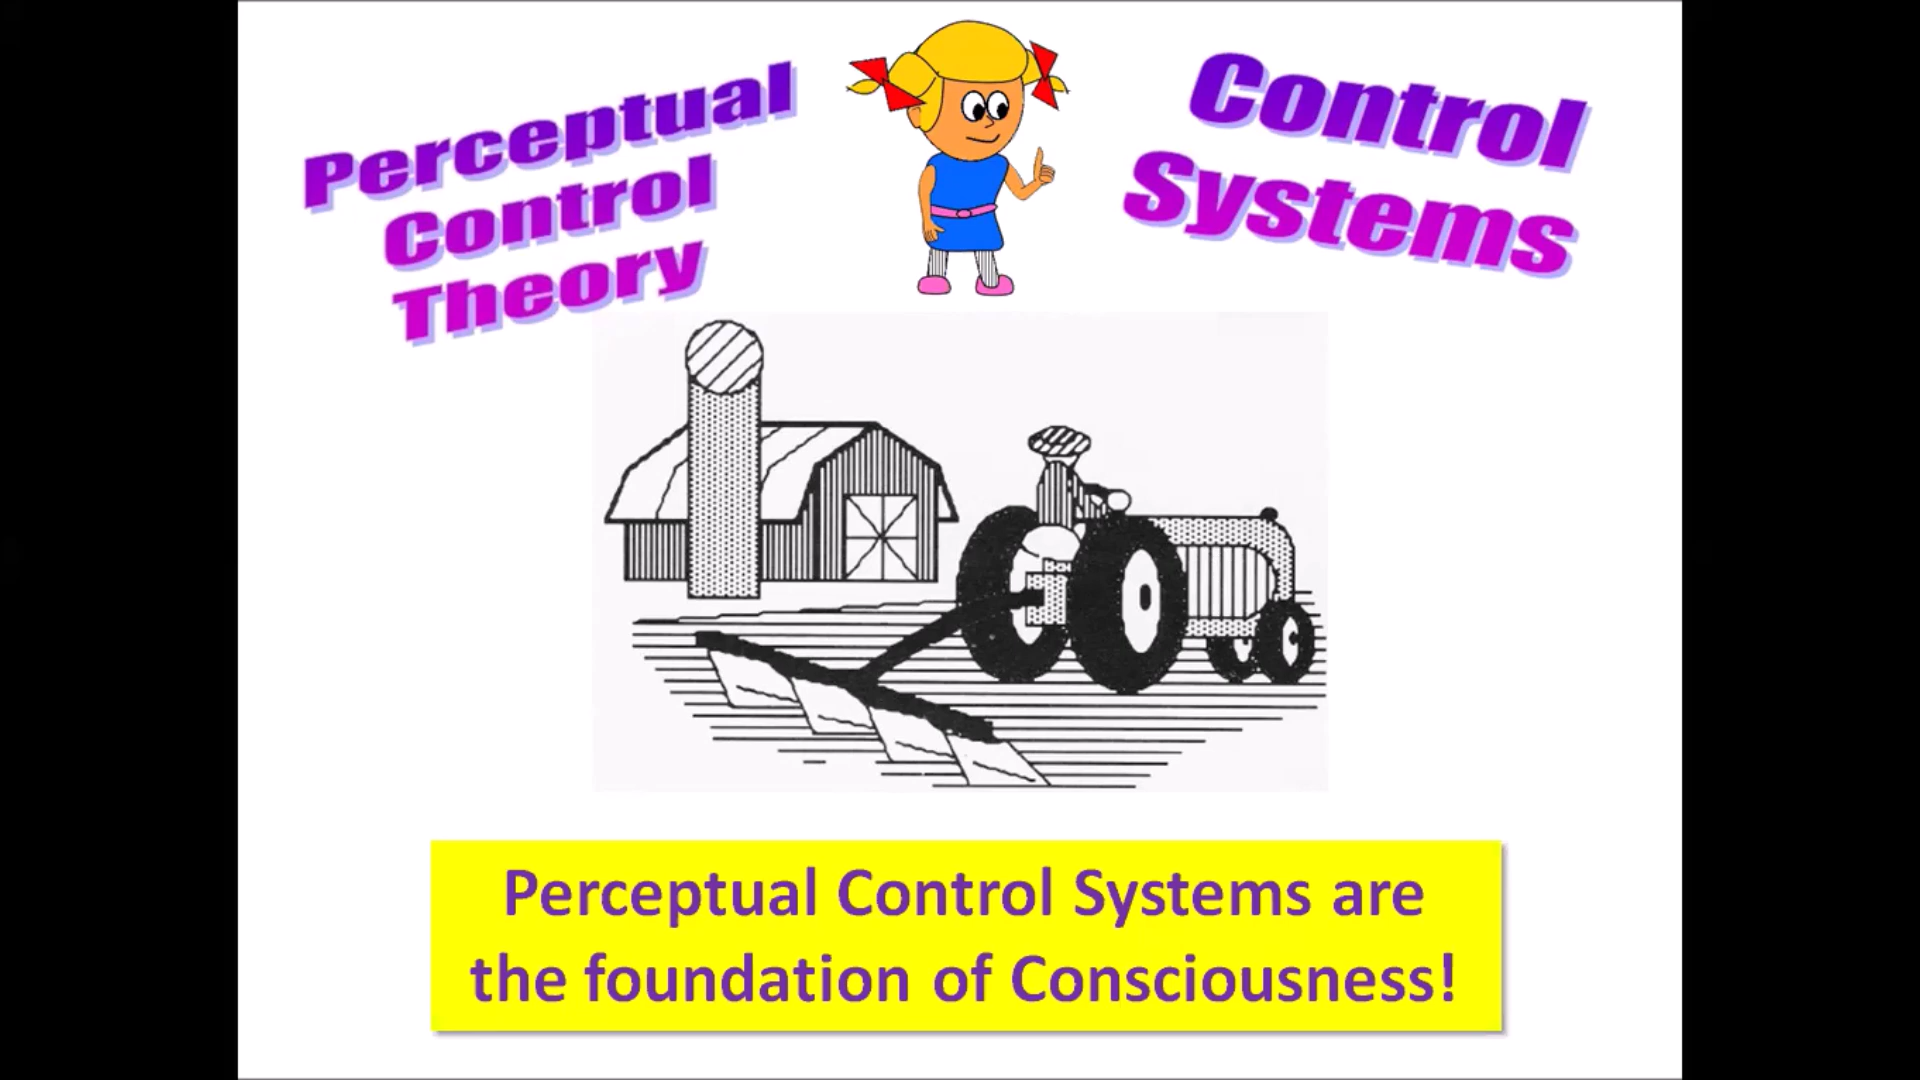 Perceptual
Control
Theory
Control
Systems
Perceptual Control Systems are
the foundation of Consciousness!